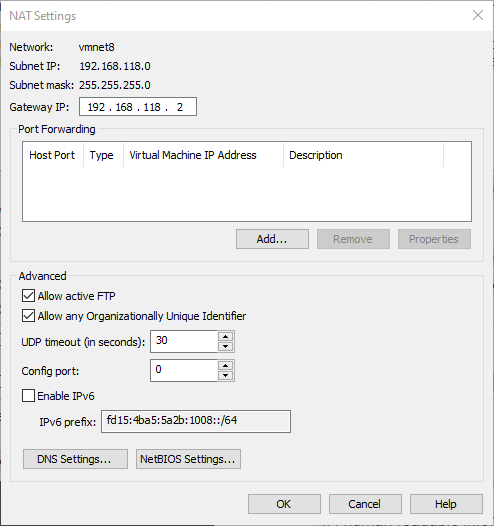 NAT Settings
Network: vmnet8
Subnet IP: 192.168.118.0
Subnet mask: 255.255.255.0
Gateway IP: 192 . 168 . 118 . 2
Port Forwarding
Host Port Type Virtual Machine IP Address Description
Add... Remove Properties
Advanced
Allow active FTP
Allow any Organizationally Unique Identifier
UDP timeout (in seconds): 30
Config port: 0
Enable IPv6
IPv6 prefix: fd15:4ba5:5a2b:1008::/64
DNS Settings... NetBIOS Settings...
OK Cancel Help